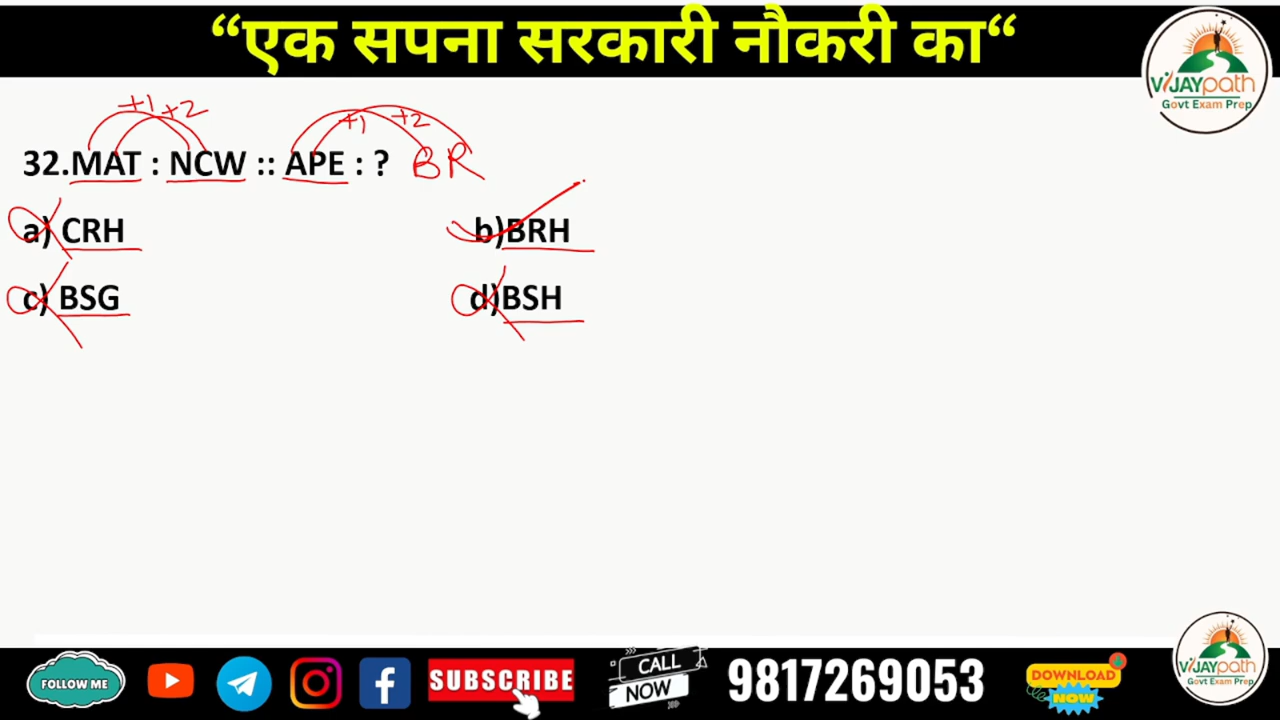 “एक सपना सरकारी नौकरी का“
ViJAYpath
Govt Exam Prep
+1 +2 +1 +2
32.MAT : NCW :: APE : ? BR
a) CRH b)BRH
c) BSG d)BSH
ViJAYpath
Govt Exam Prep
FOLLOW ME SUBSCRIBE CALL NOW 9817269053 DOWNLOAD NOW